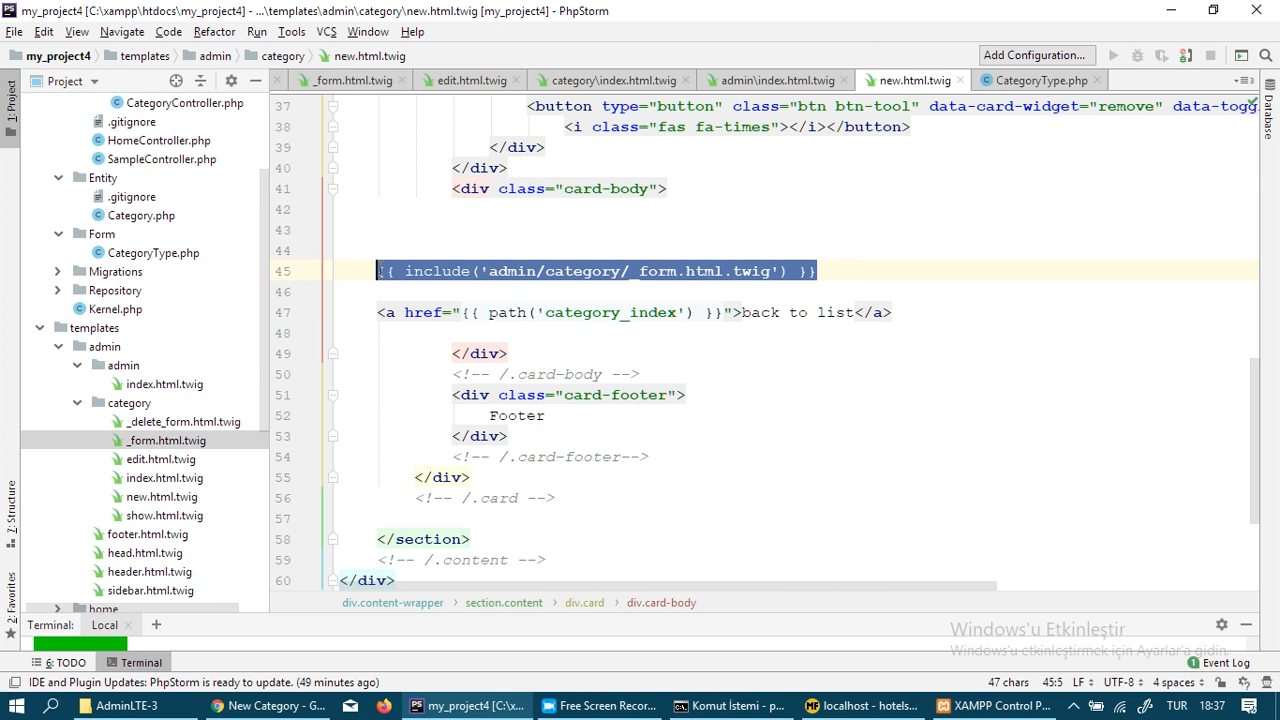 my_project4 [C:\xampp\htdocs\my_project4] - ...\templates\admin\category\new.html.twig [my_project4] - PhpStorm
File Edit View Navigate Code Refactor Run Tools VCS Window Help
my_project4 templates admin category new.html.twig Add Configuration...
Project _form.html.twig edit.html.twig category\index.html.twig admin\index.html.twig new.html.twig CategoryType.php
1: Project
Database
CategoryController.php
.gitignore
HomeController.php
SampleController.php
Entity
.gitignore
Category.php
Form
CategoryType.php
Migrations
Repository
Kernel.php
templates
admin
admin
index.html.twig
category
_delete_form.html.twig
_form.html.twig
edit.html.twig
index.html.twig
new.html.twig
show.html.twig
footer.html.twig
head.html.twig
header.html.twig
sidebar.html.twig
home
7: Structure
2: Favorites
37 <button type="button" class="btn btn-tool" data-card-widget="remove" data-togg
38 <i class="fas fa-times"></i></button>
39 </div>
40 </div>
41 <div class="card-body">
42
43
44
45 {{ include('admin/category/_form.html.twig') }}
46
47 <a href="{{ path('category_index') }}">back to list</a>
48
49 </div>
50 <!-- /.card-body -->
51 <div class="card-footer">
52 Footer
53 </div>
54 <!-- /.card-footer-->
55 </div>
56 <!-- /.card -->
57
58 </section>
59 <!-- /.content -->
60 </div>
div.content-wrapper section.content div.card div.card-body
Terminal: Local
Windows'u Etkinleştir
Windows'u etkinleştirmek için Ayarlar'a gidin.
6: TODO Terminal Event Log
IDE and Plugin Updates: PhpStorm is ready to update. (49 minutes ago) 47 chars 45:5 LF UTF-8 4 spaces
AdminLTE-3 New Category - G... my_project4 [C:\x... Free Screen Recor... Komut İstemi - p... localhost - hotels... XAMPP Control P... TUR 18:37